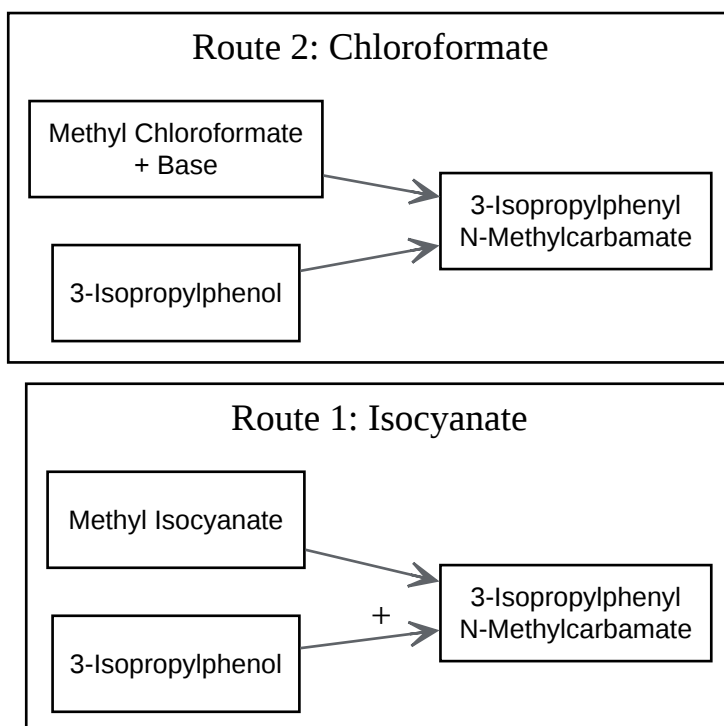 Route 2: Chloroformate
Methyl Chloroformate
+ Base
3-Isopropylphenyl
N-Methylcarbamate
3-Isopropylphenol
Route 1: Isocyanate
Methyl Isocyanate
3-Isopropylphenyl
N-Methylcarbamate
+
3-Isopropylphenol